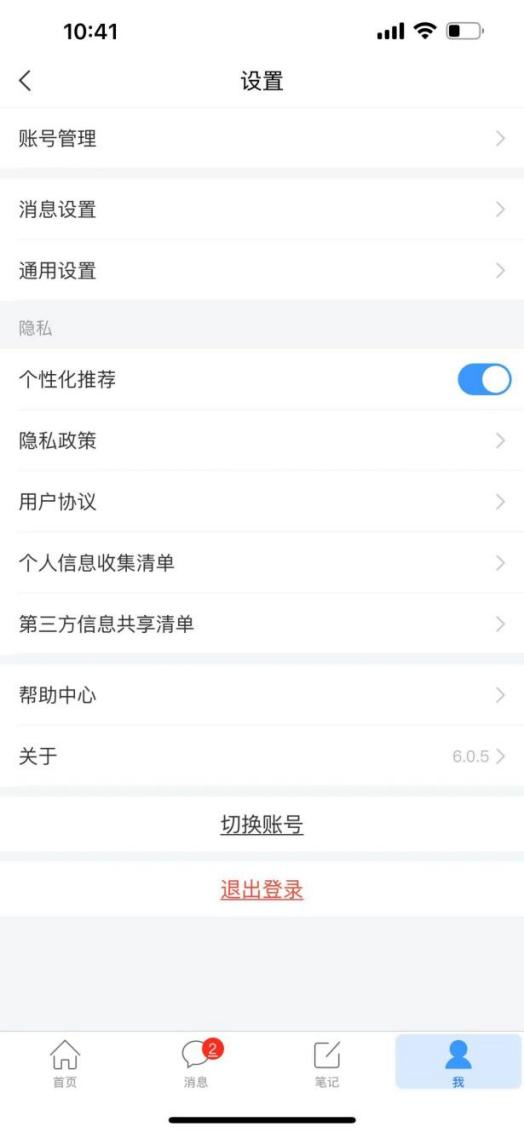 10:41
设置
账号管理
消息设置
通用设置
隐私
个性化推荐
隐私政策
用户协议
个人信息收集清单
第三方信息共享清单
帮助中心
关于 6.0.5
切换账号
退出登录
2
首页 消息 笔记 我